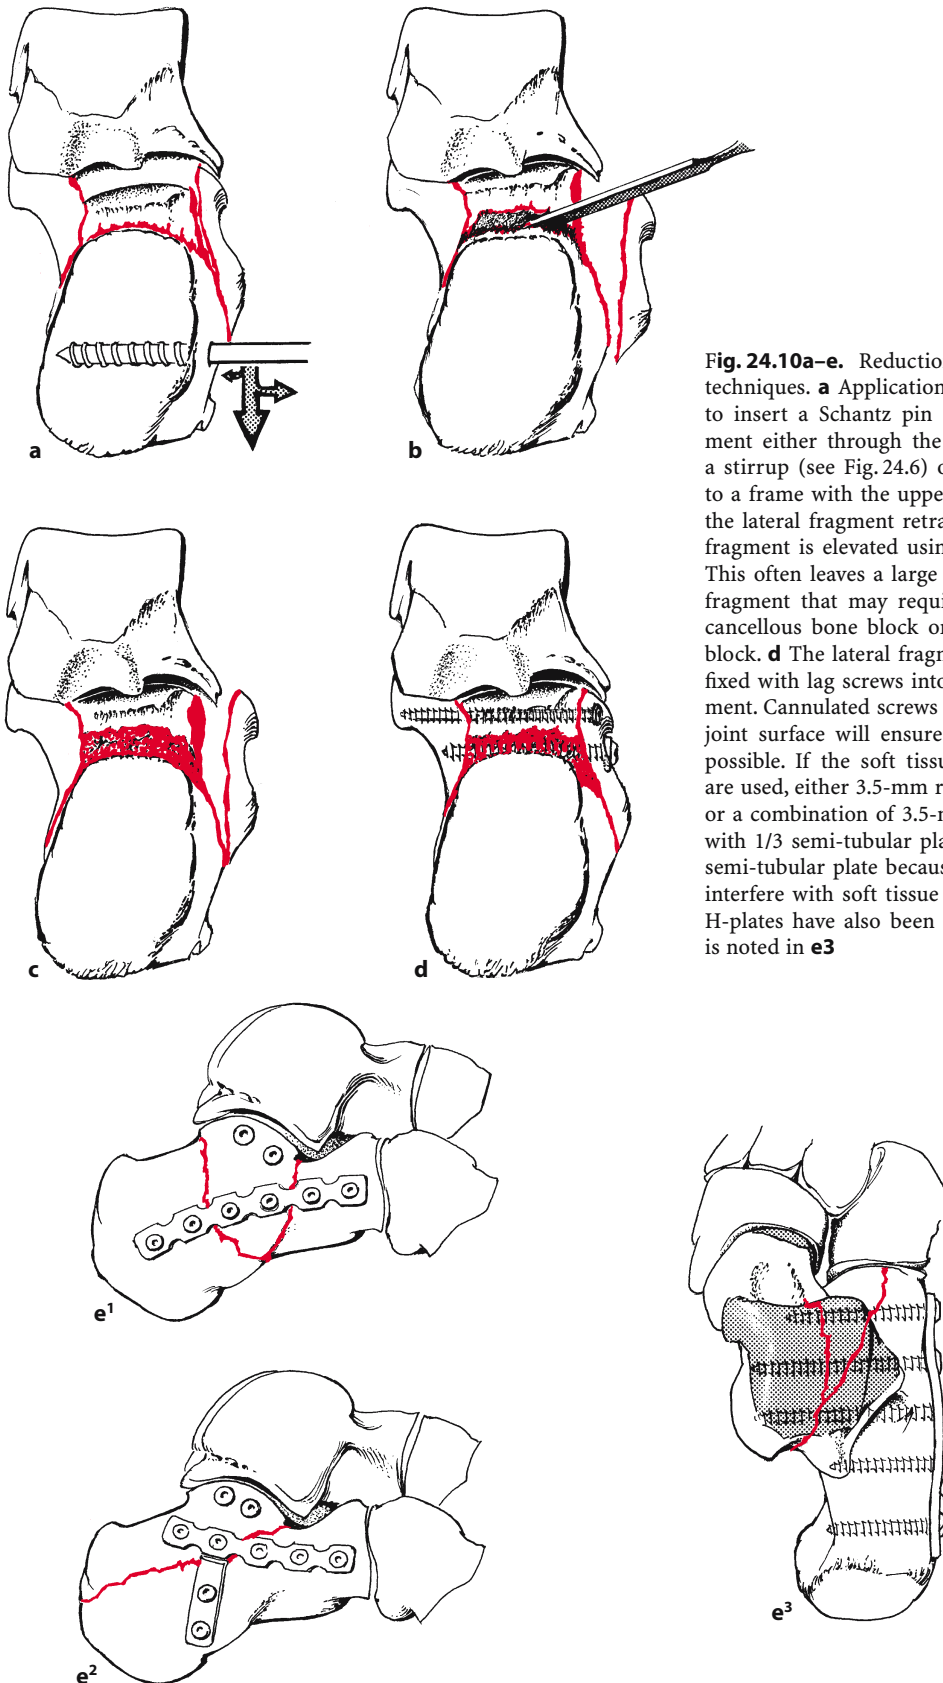 a
b
Fig. 24.10a–e. Reductio
techniques. a Application
to insert a Schantz pin
ment either through the
a stirrup (see Fig. 24.6) o
to a frame with the upper
the lateral fragment retra
fragment is elevated usin
This often leaves a large
fragment that may requi
cancellous bone block or
block. d The lateral fragm
fixed with lag screws into
ment. Cannulated screws
joint surface will ensure
possible. If the soft tissu
are used, either 3.5-mm r
or a combination of 3.5-m
with 1/3 semi-tubular pla
semi-tubular plate becaus
interfere with soft tissue
H-plates have also been
is noted in e3
c
d
e1
e2
e3